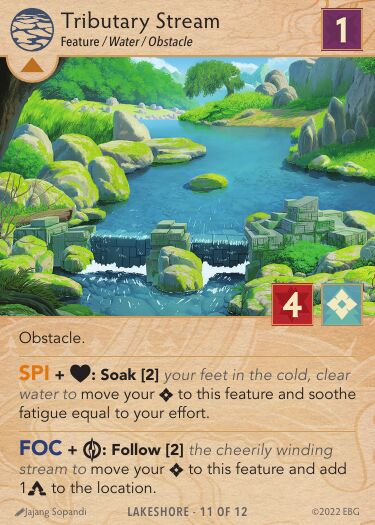 Tributary Stream
1
Feature / Water / Obstacle
4
Obstacle.
SPI + : Soak [2] your feet in the cold, clear
water to move your to this feature and soothe
fatigue equal to your effort.
FOC + : Follow [2] the cheerily winding
stream to move your to this feature and add
1 to the location.
Jajang Sopandi
LAKESHORE - 11 OF 12
©2022 EBG